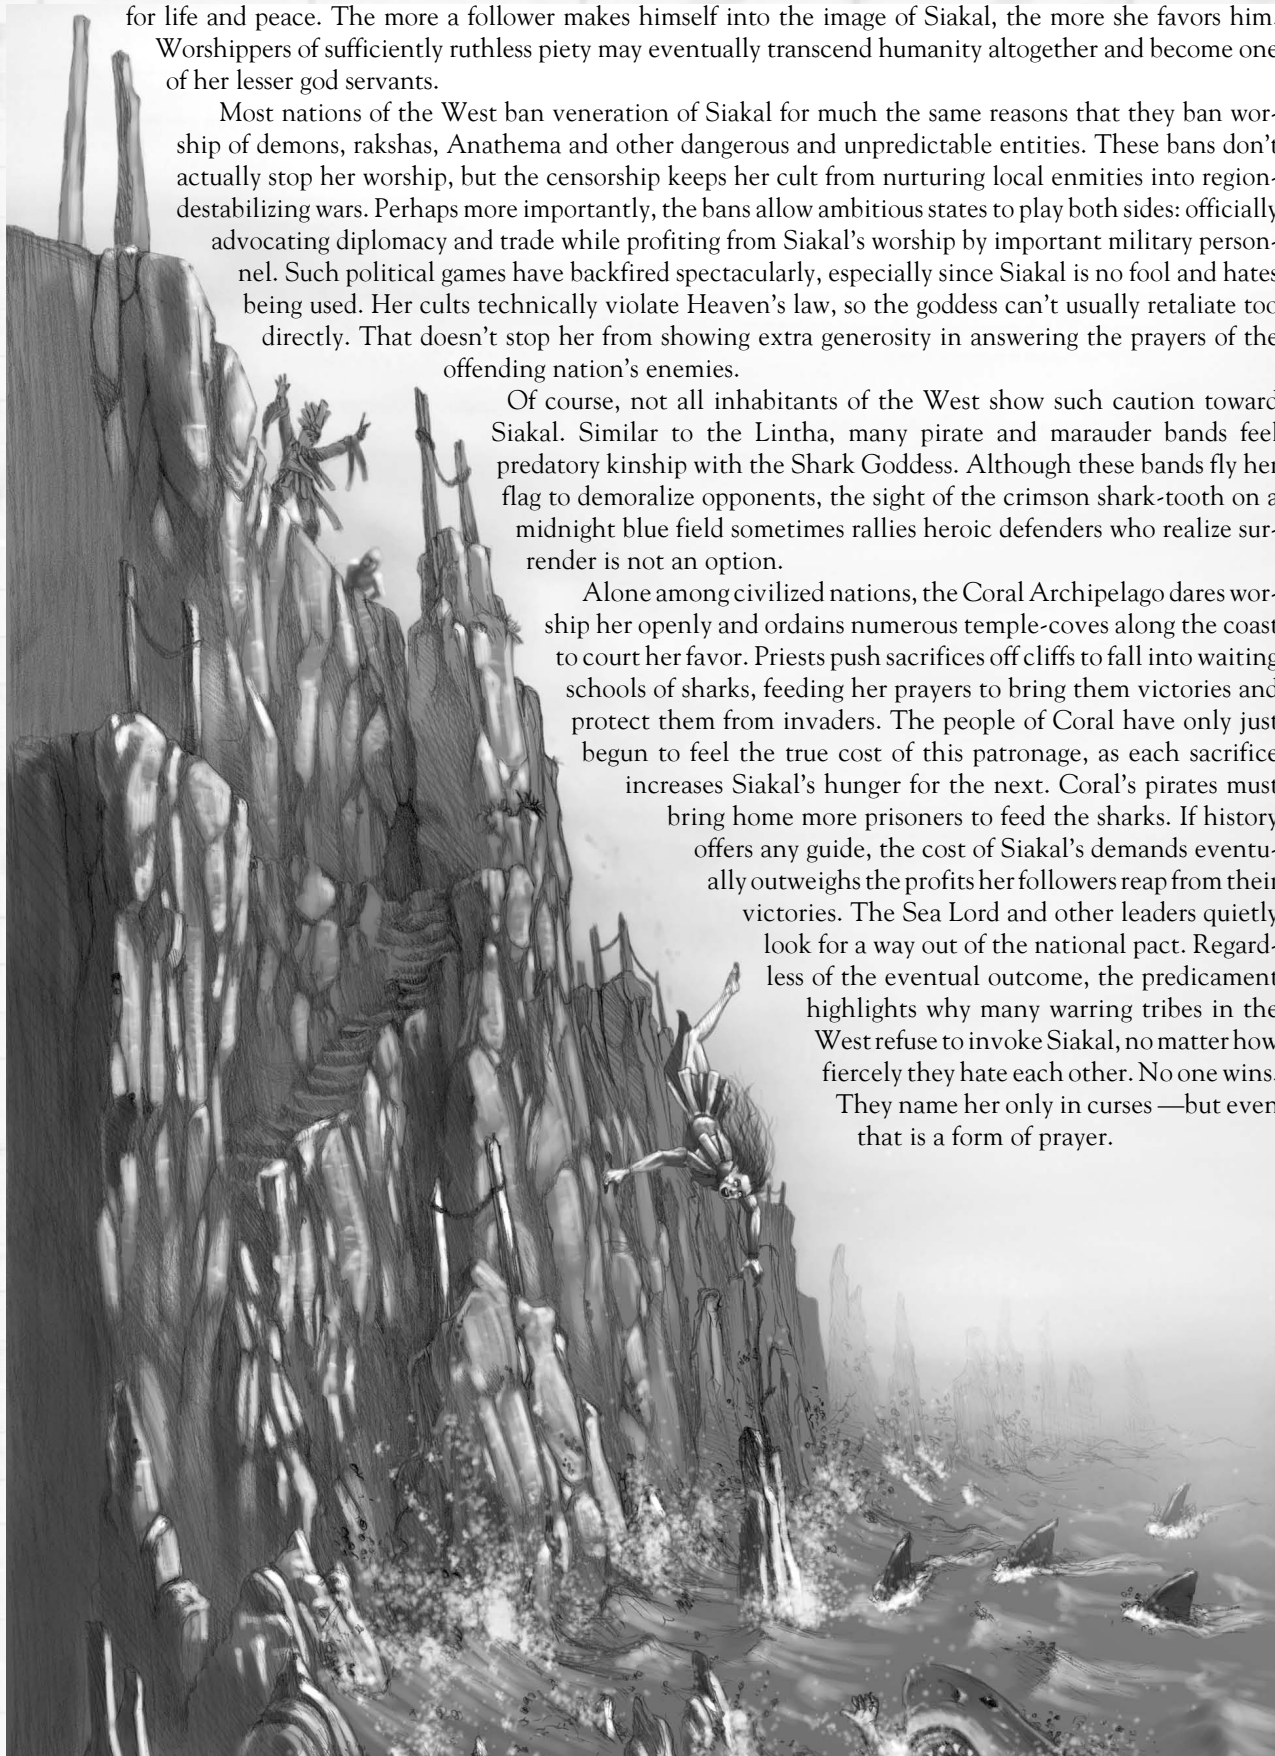 for life and peace. The more a follower makes himself into the image of Siakal, the more she favors him.
Worshippers of sufficiently ruthless piety may eventually transcend humanity altogether and become one
of her lesser god servants.
Most nations of the West ban veneration of Siakal for much the same reasons that they ban wor-
ship of demons, rakshas, Anathema and other dangerous and unpredictable entities. These bans don't
actually stop her worship, but the censorship keeps her cult from nurturing local enmities into region-
destabilizing wars. Perhaps more importantly, the bans allow ambitious states to play both sides: officially
advocating diplomacy and trade while profiting from Siakal's worship by important military person-
nel. Such political games have backfired spectacularly, especially since Siakal is no fool and hates
being used. Her cults technically violate Heaven's law, so the goddess can't usually retaliate too
directly. That doesn't stop her from showing extra generosity in answering the prayers of the
offending nation's enemies.
Of course, not all inhabitants of the West show such caution toward
Siakal. Similar to the Lintha, many pirate and marauder bands feel
predatory kinship with the Shark Goddess. Although these bands fly her
flag to demoralize opponents, the sight of the crimson shark-tooth on a
midnight blue field sometimes rallies heroic defenders who realize sur-
render is not an option.
Alone among civilized nations, the Coral Archipelago dares wor-
ship her openly and ordains numerous temple-coves along the coast
to court her favor. Priests push sacrifices off cliffs to fall into waiting
schools of sharks, feeding her prayers to bring them victories and
protect them from invaders. The people of Coral have only just
begun to feel the true cost of this patronage, as each sacrifice
increases Siakal's hunger for the next. Coral's pirates must
bring home more prisoners to feed the sharks. If history
offers any guide, the cost of Siakal's demands eventu-
ally outweighs the profits her followers reap from their
victories. The Sea Lord and other leaders quietly
look for a way out of the national pact. Regard-
less of the eventual outcome, the predicament
highlights why many warring tribes in the
West refuse to invoke Siakal, no matter how
fiercely they hate each other. No one wins.
They name her only in curses —but even
that is a form of prayer.